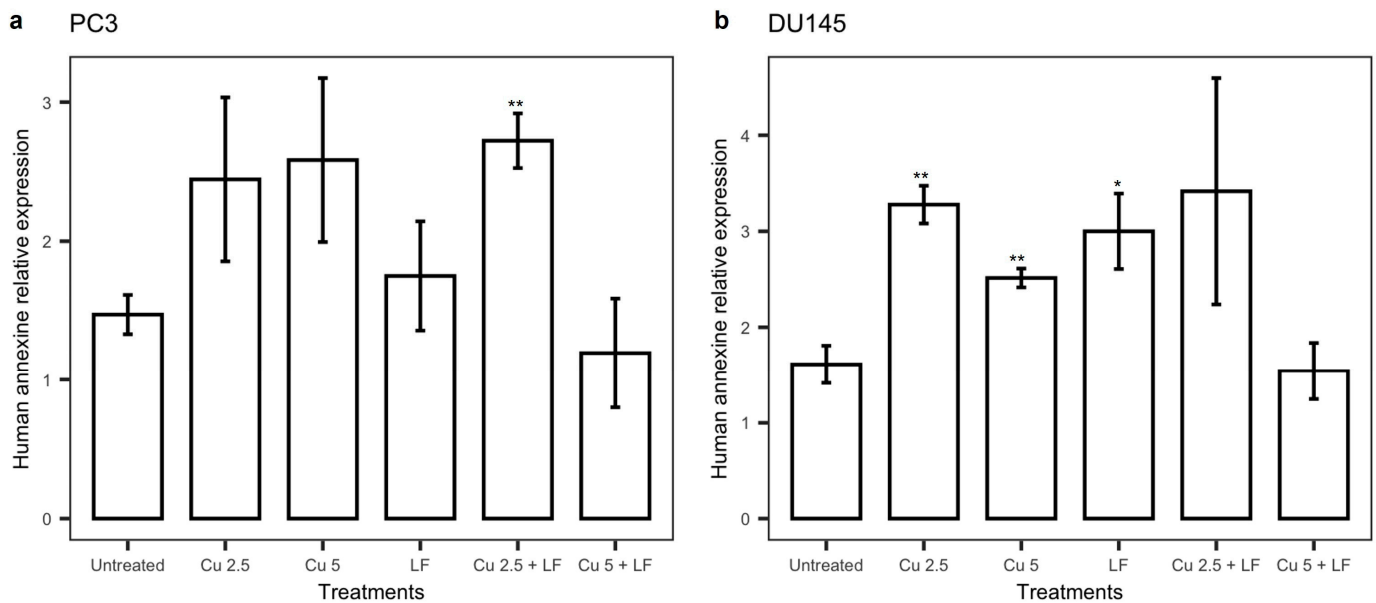 a PC3
Human annexine relative expression
3
2
1
0
**
Untreated Cu 2.5 Cu 5 LF Cu 2.5 + LF Cu 5 + LF
Treatments
b DU145
Human annexine relative expression
4
3
2
1
0
** ** * 
Untreated Cu 2.5 Cu 5 LF Cu 2.5 + LF Cu 5 + LF
Treatments